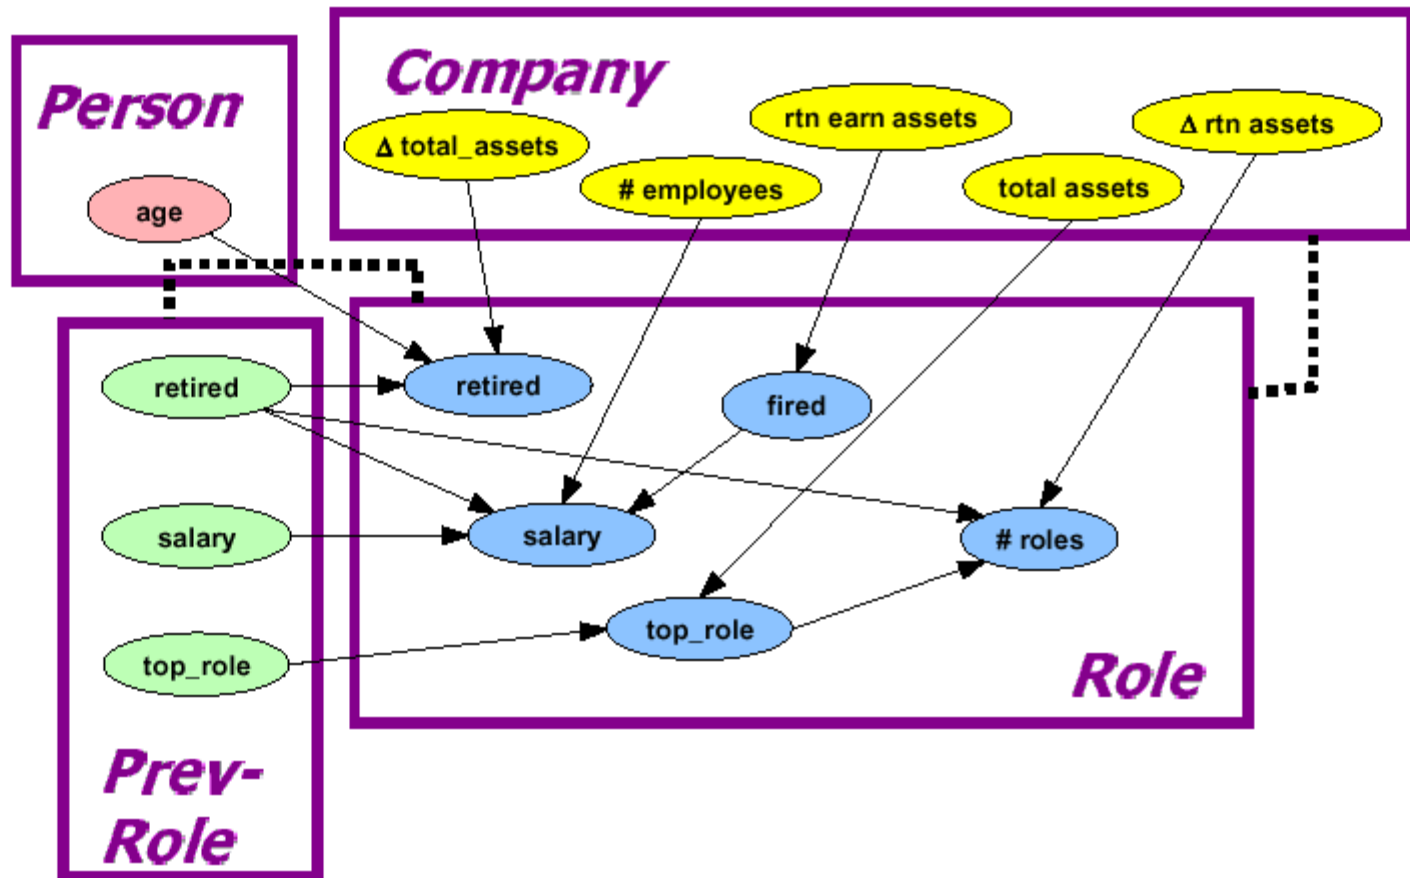 Person
Company
Δ total_assets
rtn earn assets
Δ rtn assets
# employees
total assets
age
retired
retired
fired
salary
salary
# roles
top_role
top_role
Role
Prev-
Role